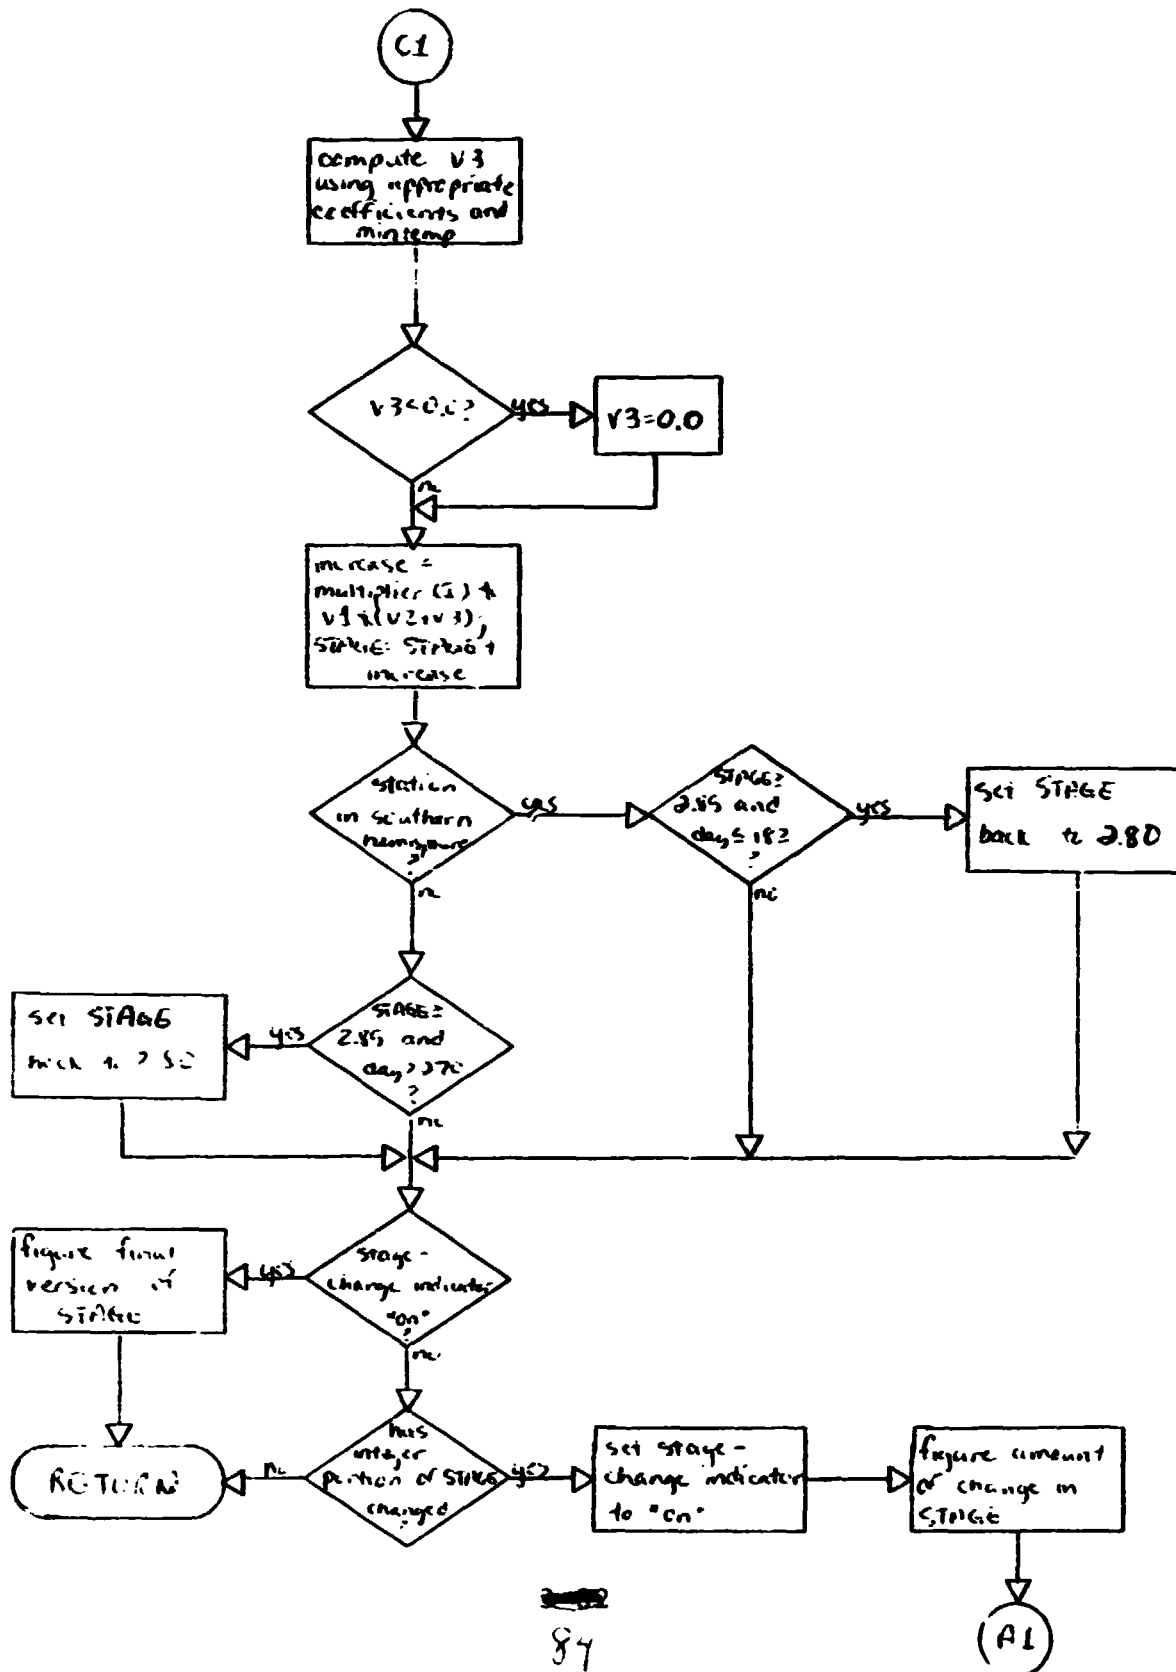 C1
compute V3
using appropriate
coefficients and
mintemp
V3<0.0?
yes
V3=0.0
no
increase =
multiplier (I) *
V1*(V2+V3);
STAGE= STAGE+
increase
station
in southern
hemisphere
?
yes
STAGE≥
2.85 and
day≤182
?
yes
set STAGE
back to 2.80
no
no
STAGE≥
2.85 and
day>270
?
yes
set STAGE
back to
no
stage-
change indicator
"on"
?
yes
figure final
version of
STAGE
no
has
integer
portion of STAGE
changed
?
no
RETURN
yes
set stage-
change indicator
to "on"
figure amount
of change in
STAGE
A1
84